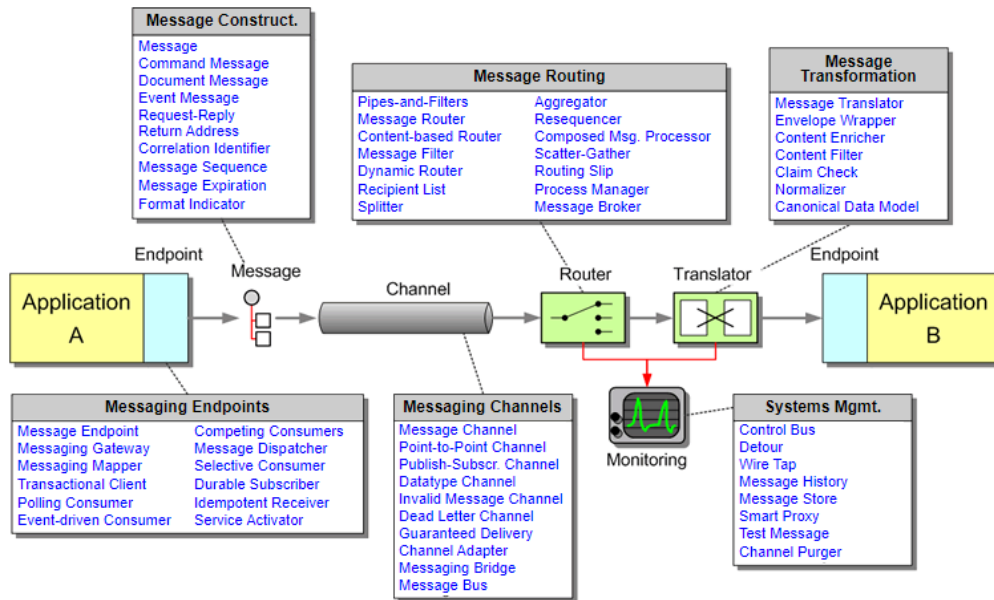 Message Construct.
Message
Command Message
Document Message
Event Message
Request-Reply
Return Address
Correlation Identifier
Message Sequence
Message Expiration
Format Indicator
Message Routing
Pipes-and-Filters
Message Router
Content-based Router
Message Filter
Dynamic Router
Recipient List
Splitter
Aggregator
Resequencer
Composed Msg. Processor
Scatter-Gather
Routing Slip
Process Manager
Message Broker
Message
Transformation
Message Translator
Envelope Wrapper
Content Enricher
Content Filter
Claim Check
Normalizer
Canonical Data Model
Endpoint
Message
Channel
Router
Translator
Endpoint
Application
A
Application
B
Monitoring
Messaging Endpoints
Message Endpoint
Messaging Gateway
Messaging Mapper
Transactional Client
Polling Consumer
Event-driven Consumer
Competing Consumers
Message Dispatcher
Selective Consumer
Durable Subscriber
Idempotent Receiver
Service Activator
Messaging Channels
Message Channel
Point-to-Point Channel
Publish-Subscr. Channel
Datatype Channel
Invalid Message Channel
Dead Letter Channel
Guaranteed Delivery
Channel Adapter
Messaging Bridge
Message Bus
Systems Mgmt.
Control Bus
Detour
Wire Tap
Message History
Message Store
Smart Proxy
Test Message
Channel Purger